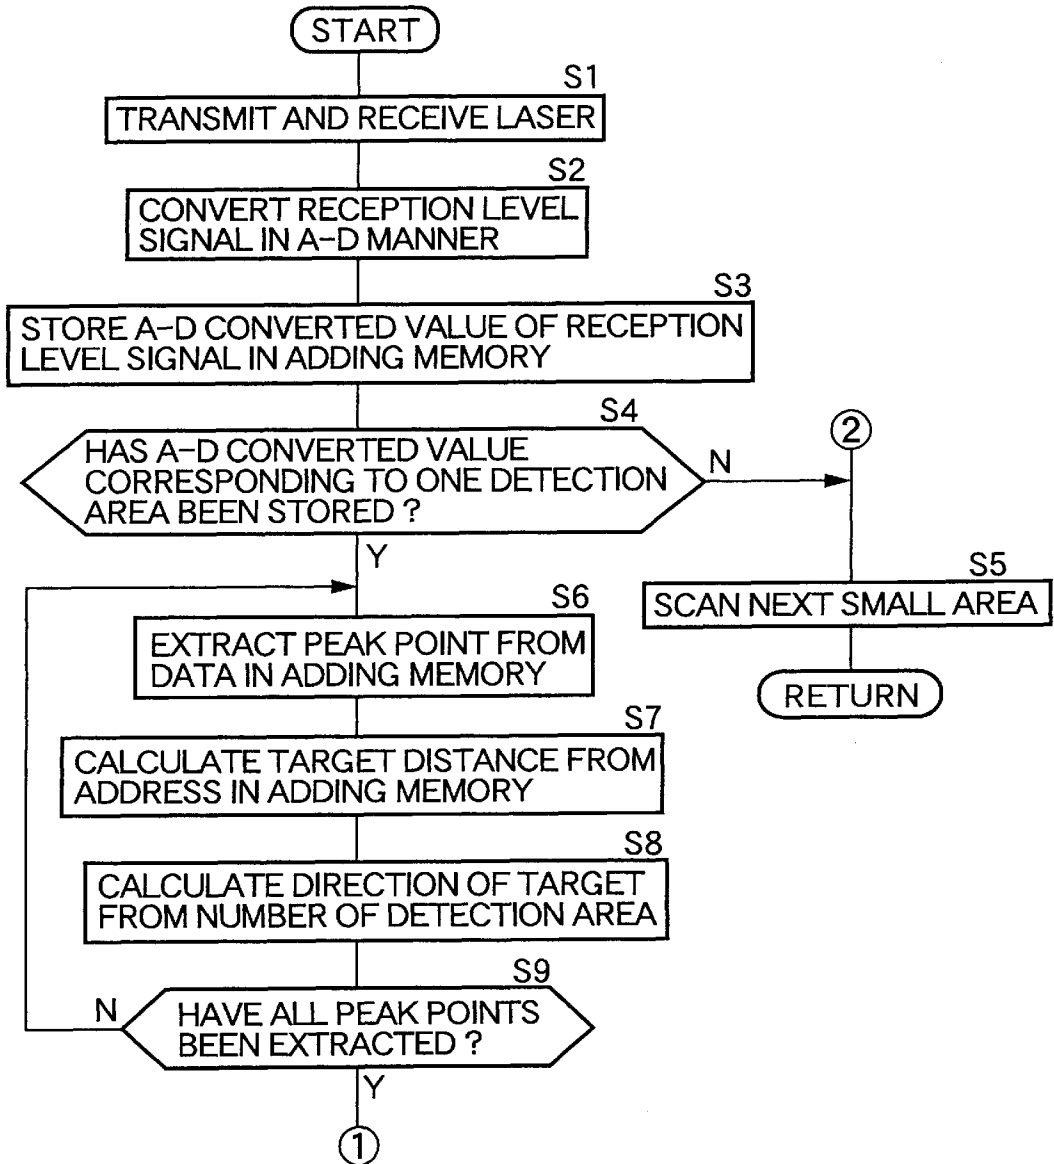 START
S1
TRANSMIT AND RECEIVE LASER
S2
CONVERT RECEPTION LEVEL
SIGNAL IN A-D MANNER
S3
STORE A-D CONVERTED VALUE OF RECEPTION
LEVEL SIGNAL IN ADDING MEMORY
S4
HAS A-D CONVERTED VALUE
CORRESPONDING TO ONE DETECTION
AREA BEEN STORED ?
N
2
Y
S5
SCAN NEXT SMALL AREA
RETURN
S6
EXTRACT PEAK POINT FROM
DATA IN ADDING MEMORY
S7
CALCULATE TARGET DISTANCE FROM
ADDRESS IN ADDING MEMORY
S8
CALCULATE DIRECTION OF TARGET
FROM NUMBER OF DETECTION AREA
S9
N
HAVE ALL PEAK POINTS
BEEN EXTRACTED ?
Y
1